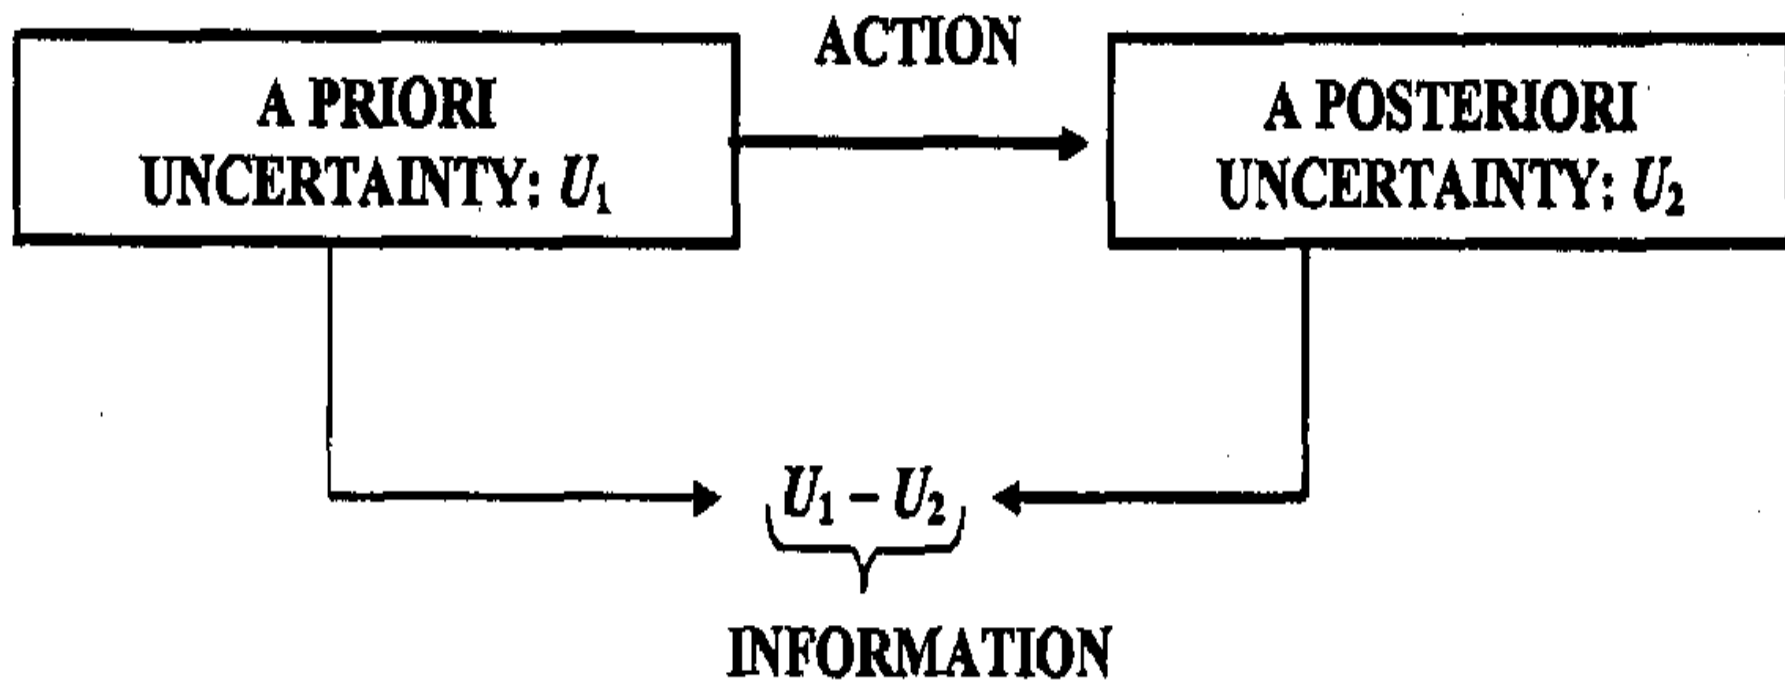 ACTION
A PRIORI
UNCERTAINTY: U₁
A POSTERIORI
UNCERTAINTY: U₂
U₁ – U₂
INFORMATION